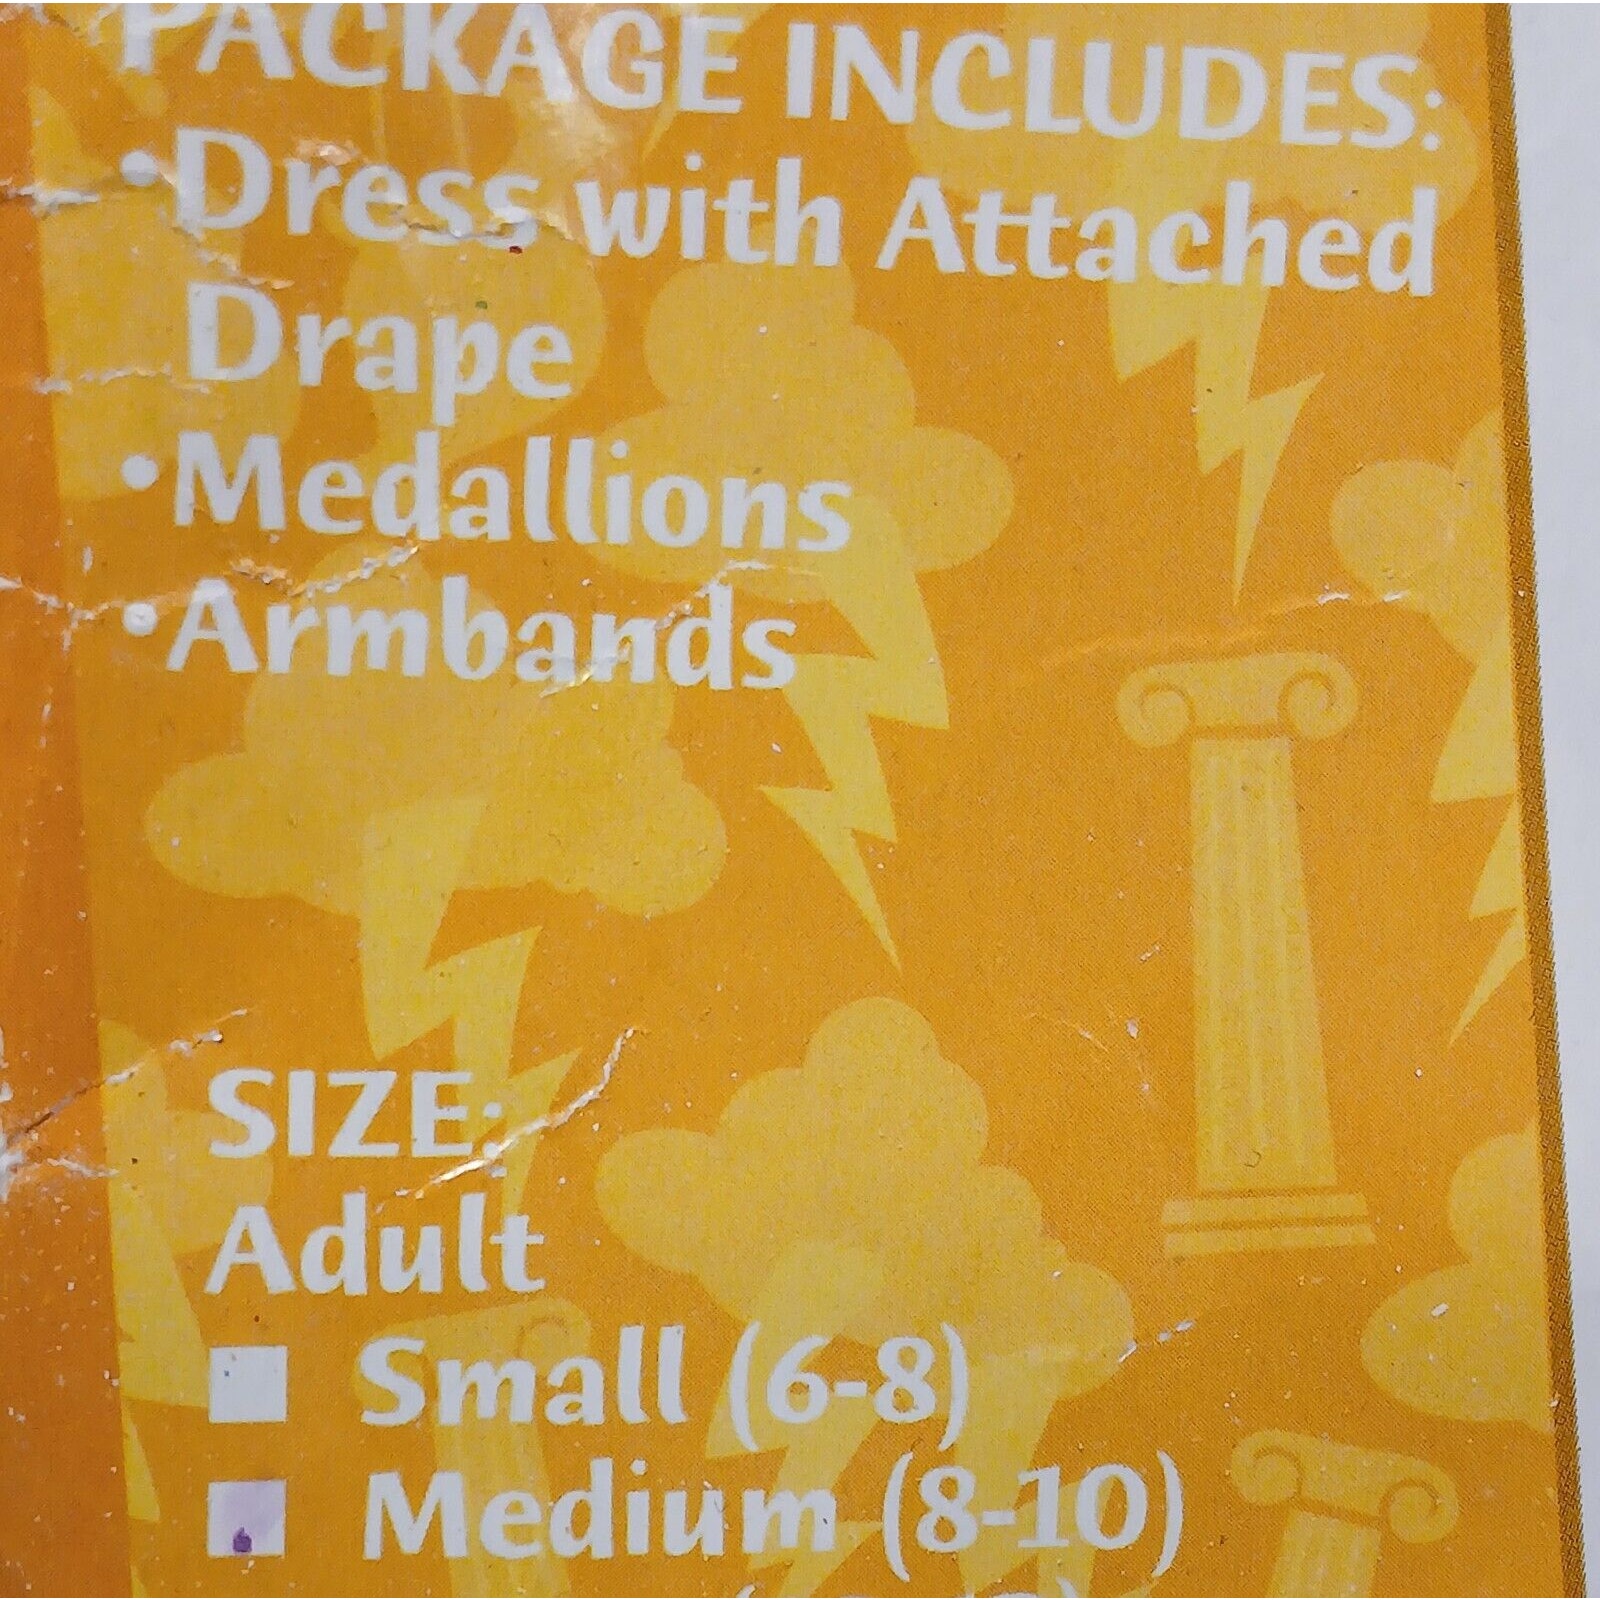 PACKAGE INCLUDES:
•Dress with Attached
Drape
•Medallions
•Armbands
SIZE:
Adult
Small (6-8)
Medium (8-10)